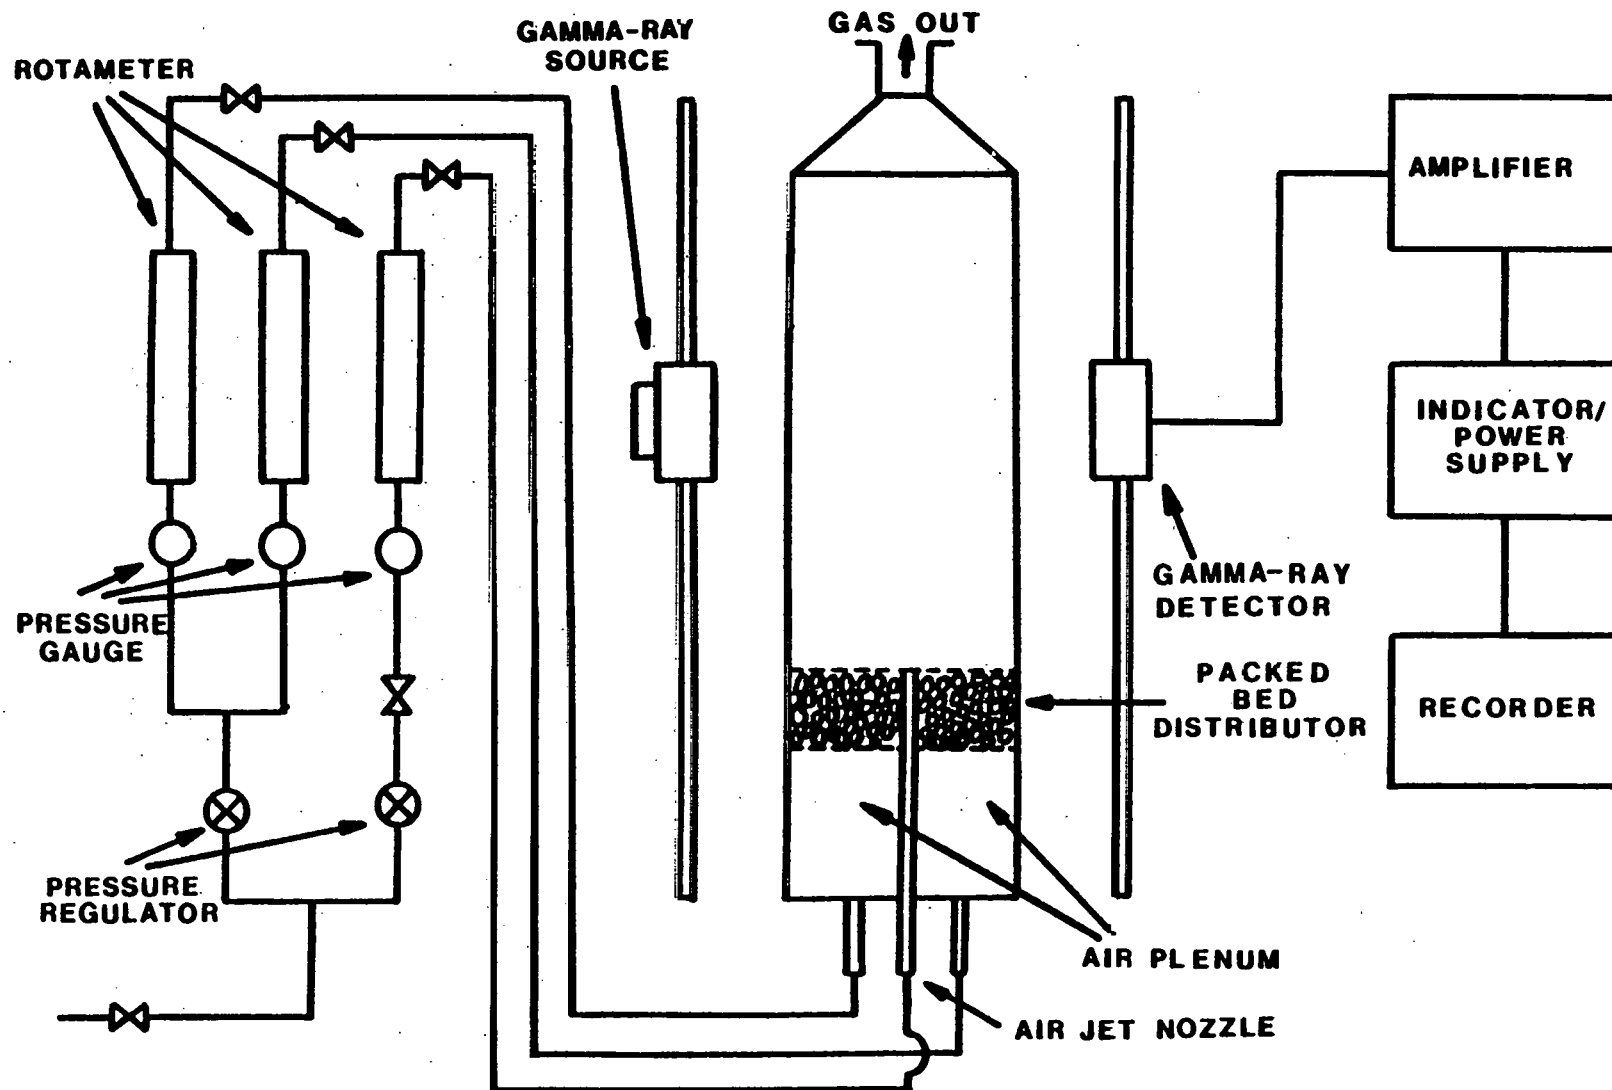 GAS OUT
GAMMA-RAY
SOURCE
ROTAMETER
AMPLIFIER
INDICATOR/
POWER
SUPPLY
GAMMA-RAY
DETECTOR
PRESSURE
GAUGE
PACKED
BED
DISTRIBUTOR
RECORDER
PRESSURE
REGULATOR
AIR PLENUM
AIR JET NOZZLE